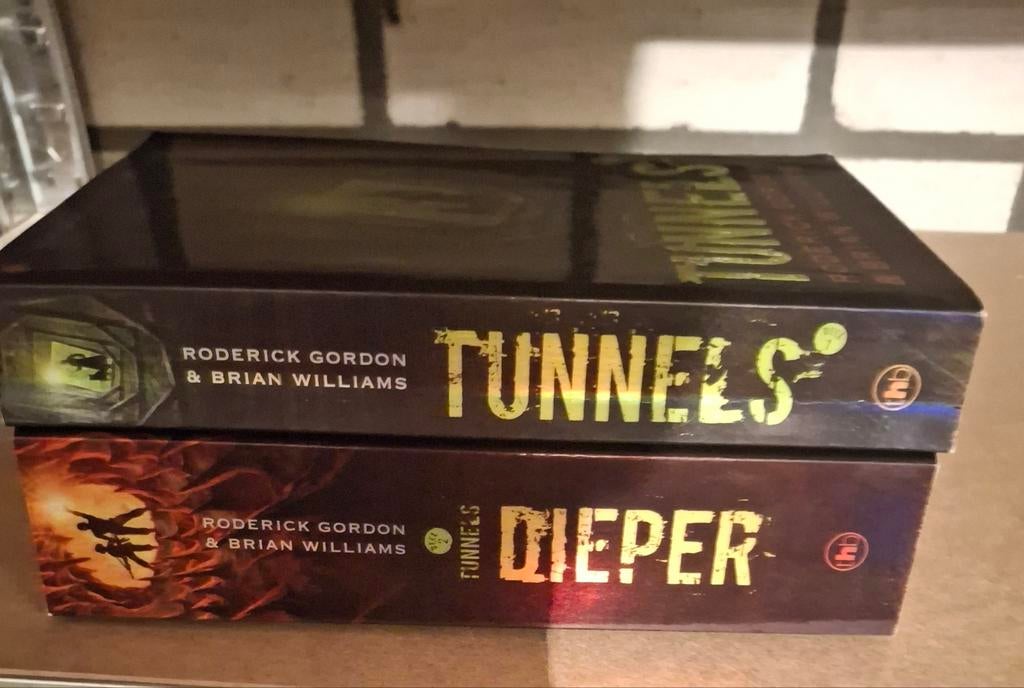 TUNNELS
RODERICK GORDON
& BRIAN WILLIAMS
TUNNELS
RODERICK GORDON
& BRIAN WILLIAMS
TUNNELS
DIEPER